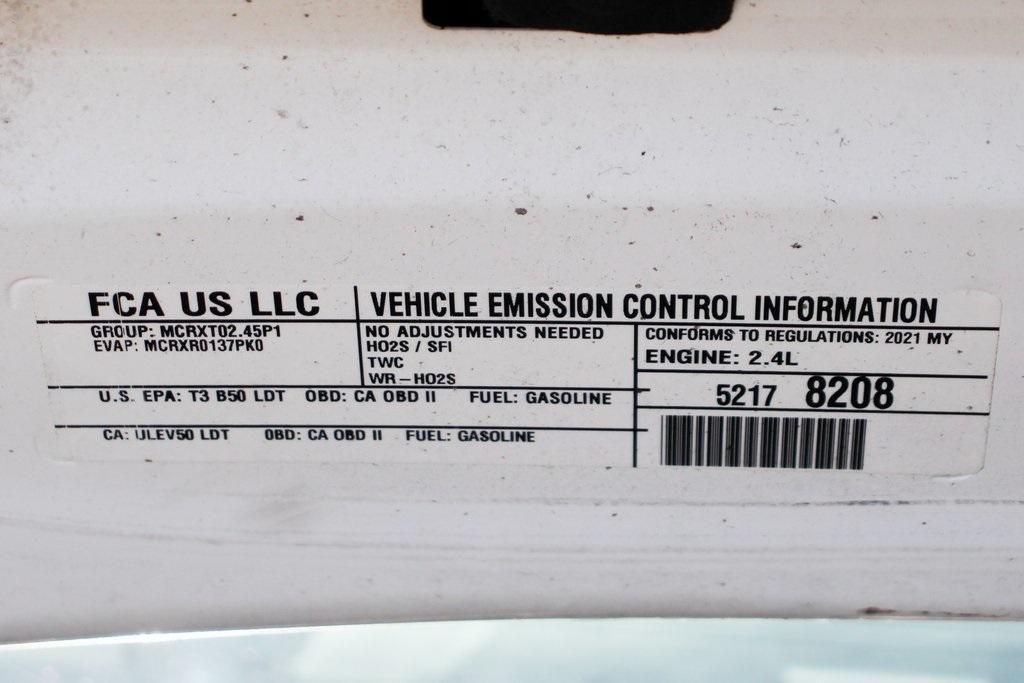 FCA US LLC
VEHICLE EMISSION CONTROL INFORMATION
GROUP: MCRXT02.45P1
EVAP: MCRXR0137PK0
NO ADJUSTMENTS NEEDED
HO2S / SFI
TWC
WR-HO2S
CONFORMS TO REGULATIONS: 2021 MY
ENGINE: 2.4L
U.S. EPA: T3 B50 LDT OBD: CA OBD II FUEL: GASOLINE
5217 8208
CA: ULEV50 LDT OBD: CA OBD II FUEL: GASOLINE